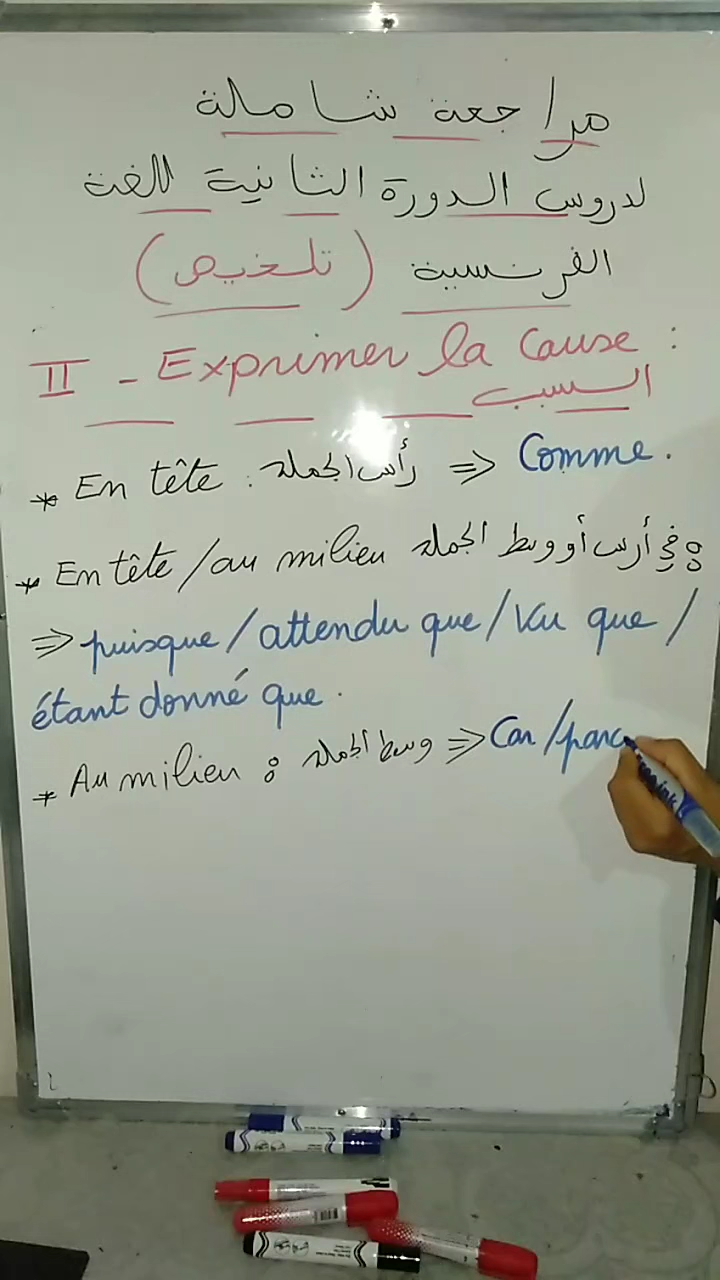 مراجعة شاملة
لدروس الدورة الثانية للغة
الفرنسية (تلخيص)
II - Exprimer la cause :
السبب
* En tête : رأس الجملة => Comme.
* En tête / au milieu في أرس أو وسط الجملة :
=> puisque / attendu que / Vu que /
étant donné que.
* Au milieu : وسط الجملة => Car / parc